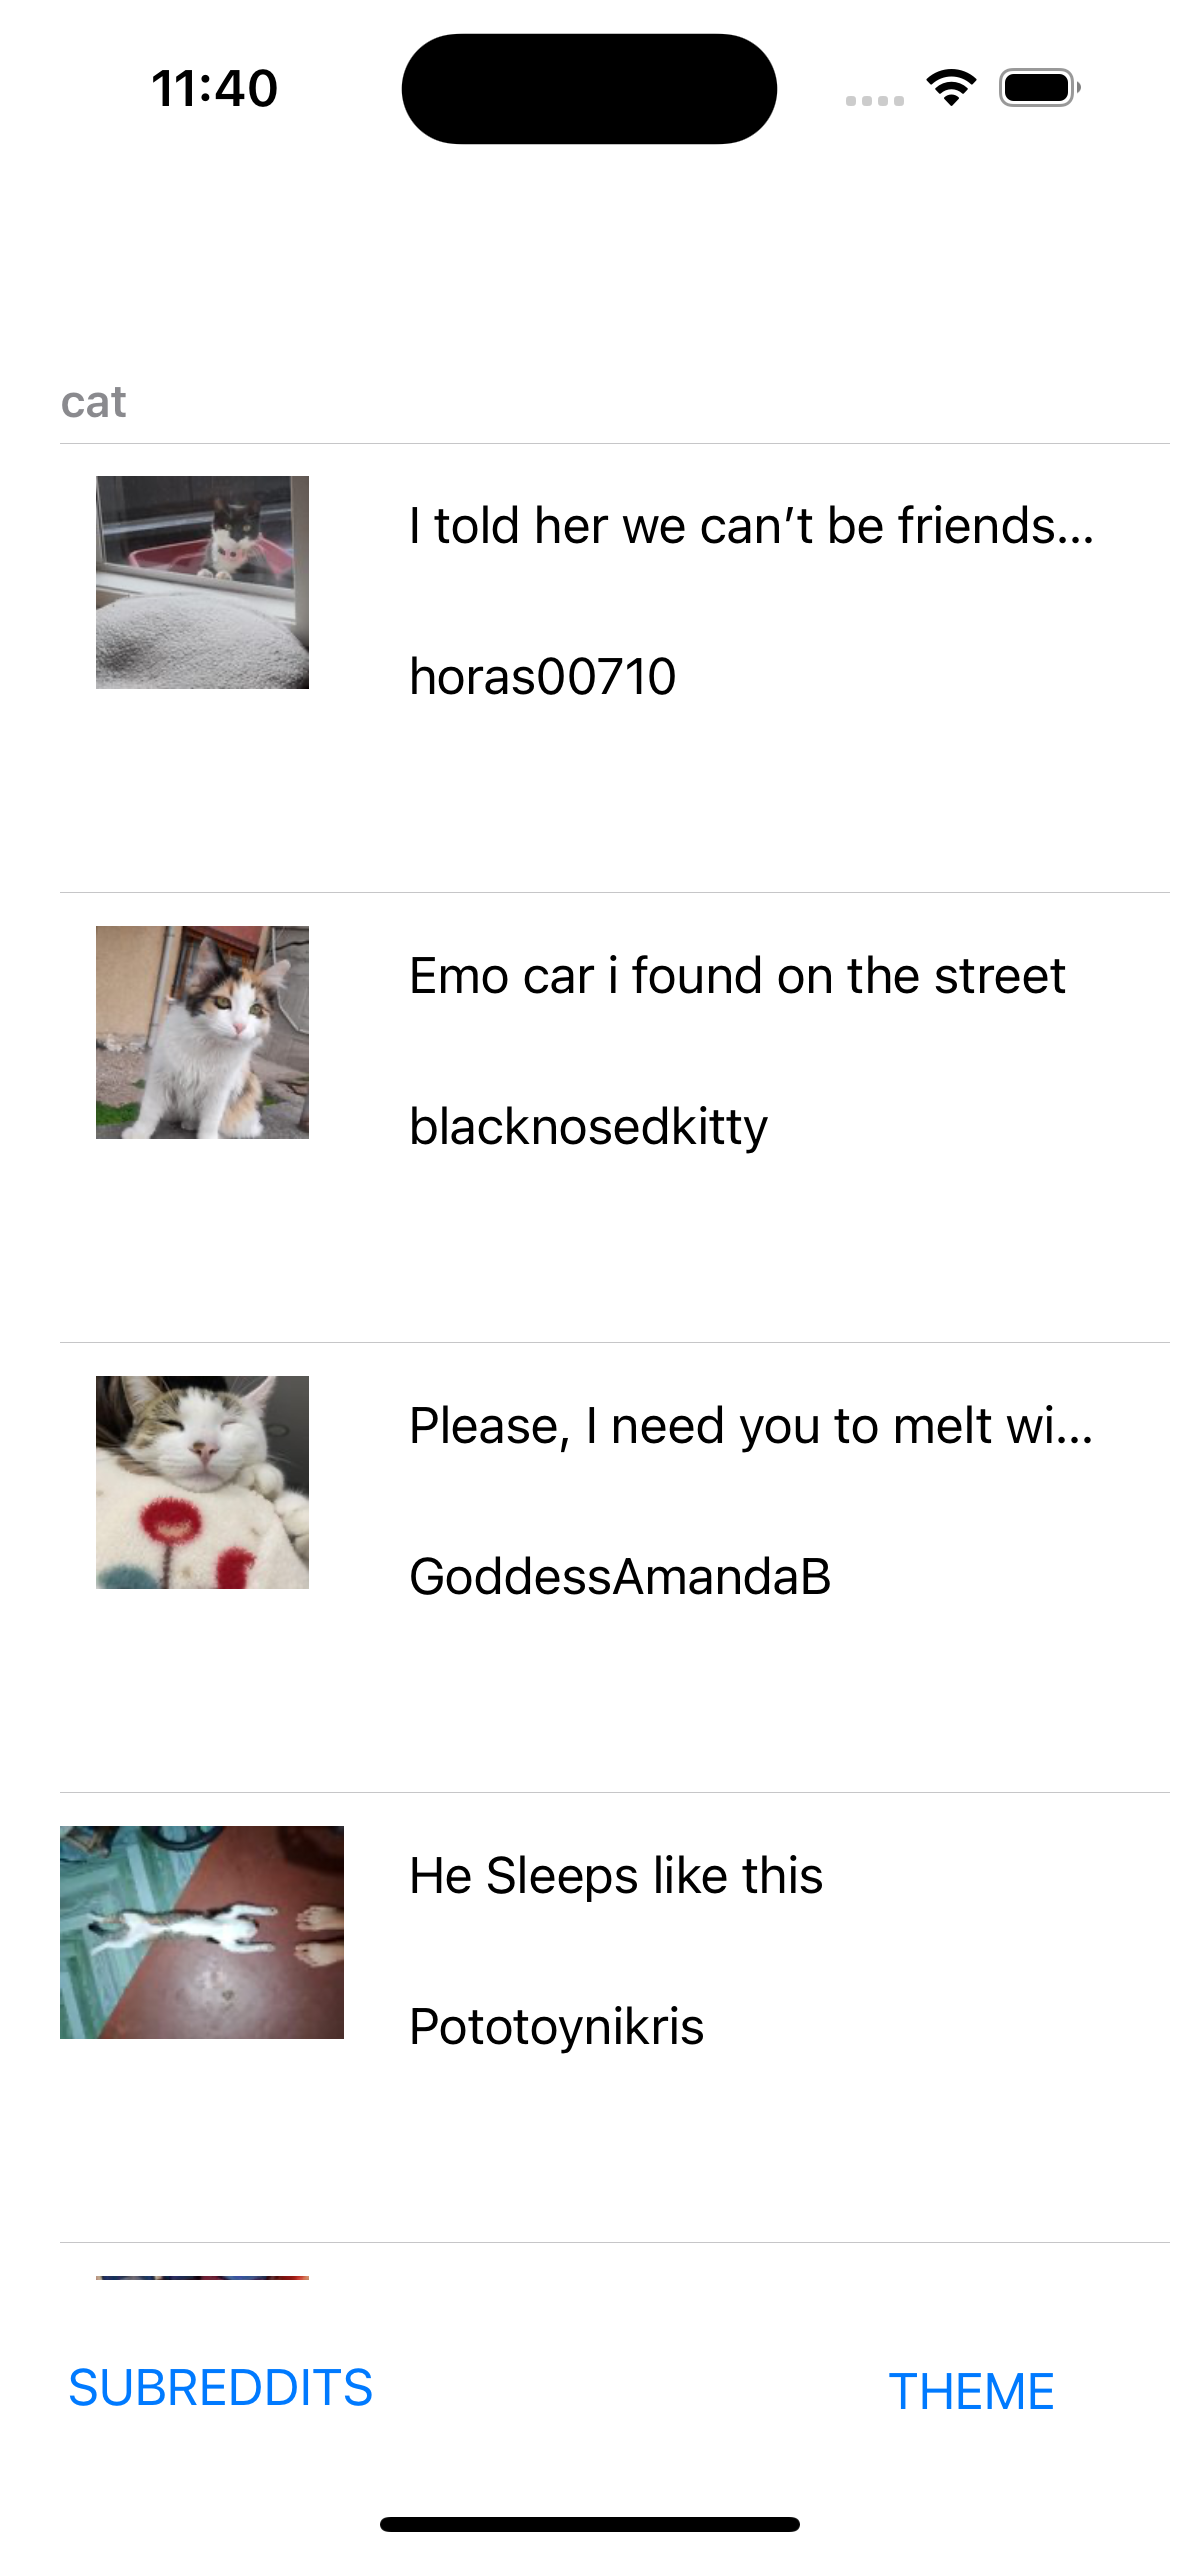 11:40
cat
I told her we can’t be friends...
horas00710
Emo car i found on the street
blacknosedkitty
Please, I need you to melt wi...
GoddessAmandaB
He Sleeps like this
Pototoynikris
SUBREDDITS
THEME